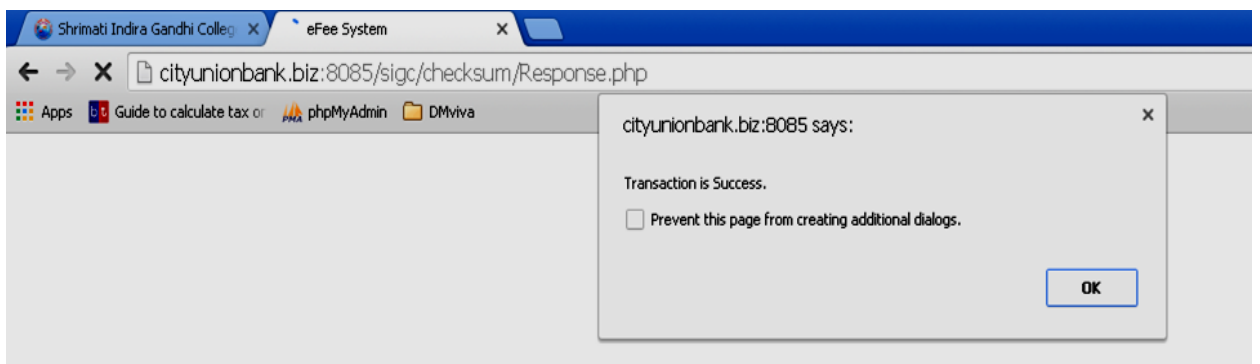 Shrimati Indira Gandhi Colleg
eFee System
cityunionbank.biz:8085/sigc/checksum/Response.php
Apps
Guide to calculate tax or
phpMyAdmin
DMviva
cityunionbank.biz:8085 says:
Transaction is Success.
Prevent this page from creating additional dialogs.
OK